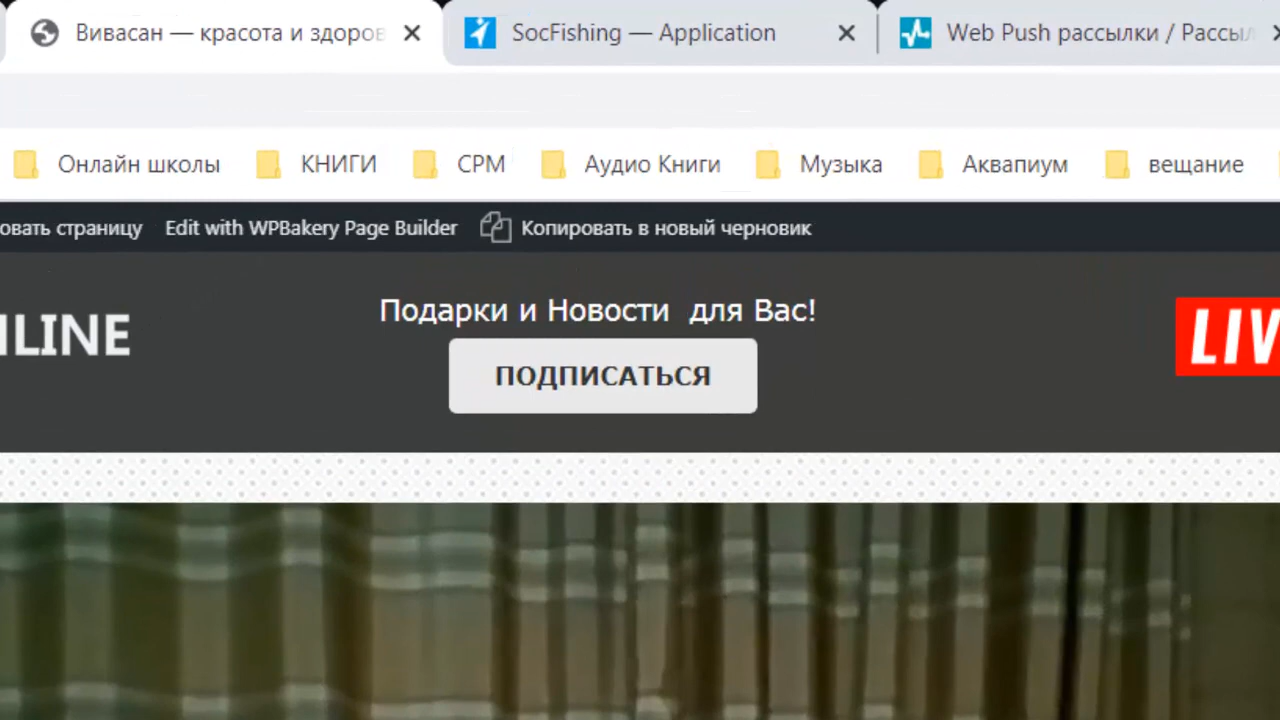 Вивасан — красота и здоров
SocFishing — Application
Web Push рассылки / Рассыл
Онлайн школы
КНИГИ
СРМ
Аудио Книги
Музыка
Аквапиум
вещание
овать страницу
Edit with WPBakery Page Builder
Копировать в новый черновик
NLINE
Подарки и Новости для Вас!
ПОДПИСАТЬСЯ
LIV